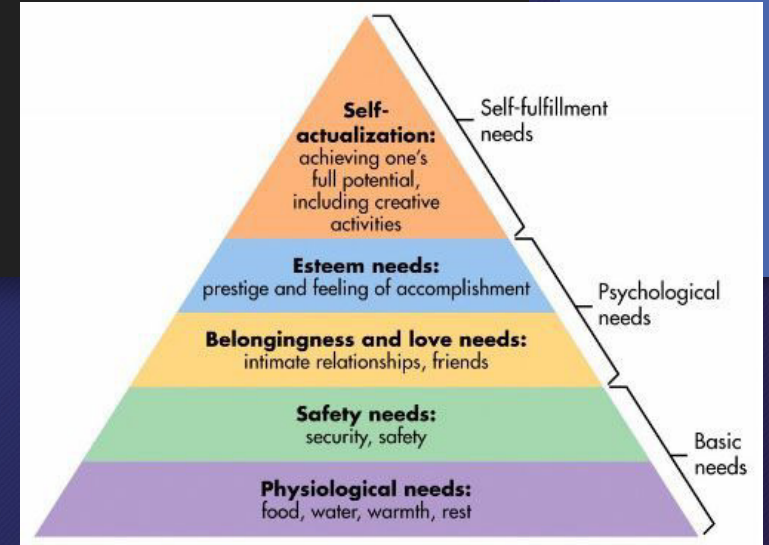 Self-
actualization:
achieving one's
full potential,
including creative
activities
Esteem needs:
prestige and feeling of accomplishment
Belongingness and love needs:
intimate relationships, friends
Safety needs:
security, safety
Physiological needs:
food, water, warmth, rest
Self-fulfillment
needs
Psychological
needs
Basic
needs